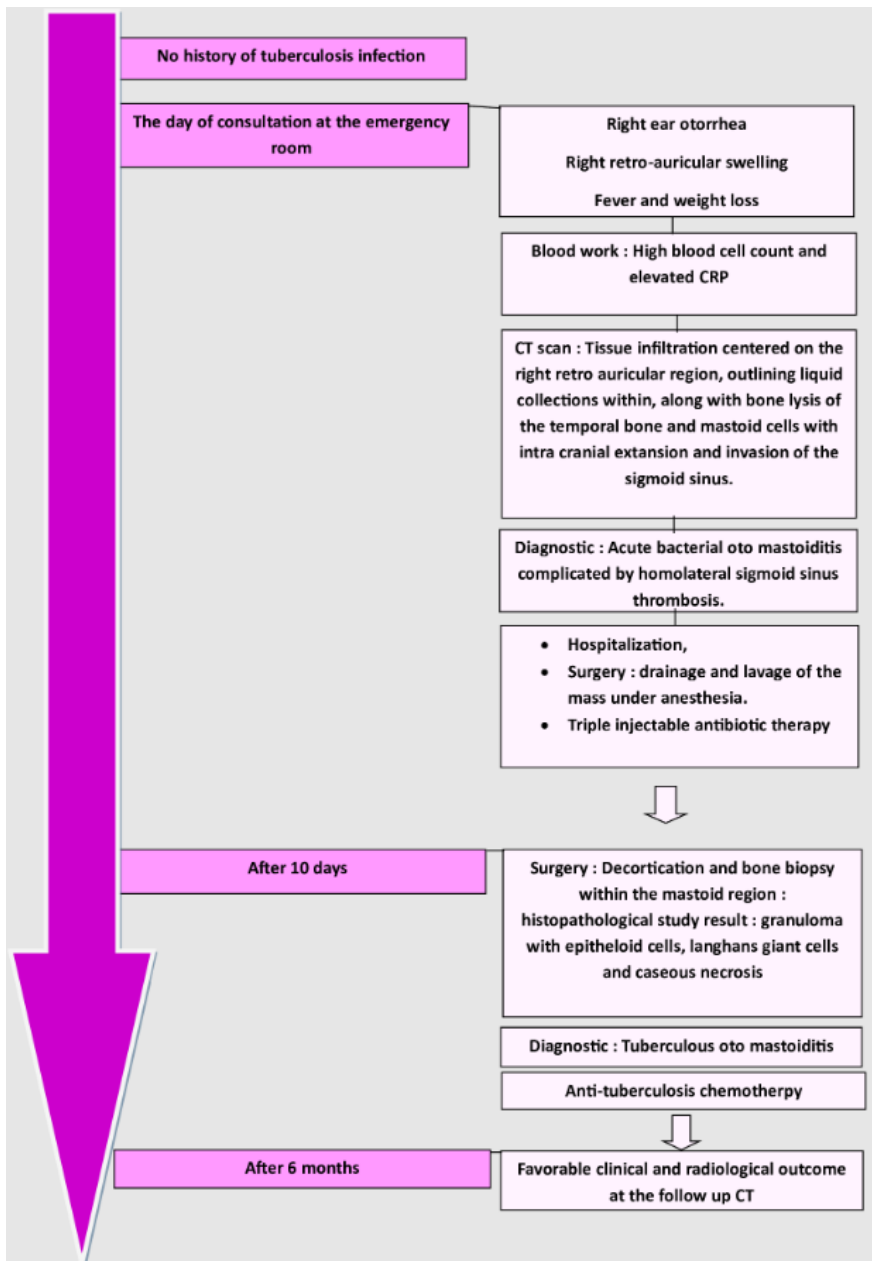 No history of tuberculosis infection
The day of consultation at the emergency
room
Right ear otorrhea
Right retro-auricular swelling
Fever and weight loss
Blood work : High blood cell count and
elevated CRP
CT scan : Tissue infiltration centered on the
right retro auricular region, outlining liquid
collections within, along with bone lysis of
the temporal bone and mastoid cells with
intra cranial extansion and invasion of the
sigmoid sinus.
Diagnostic : Acute bacterial oto mastoiditis
complicated by homolateral sigmoid sinus
thrombosis.
• Hospitalization,
• Surgery : drainage and lavage of the
mass under anesthesia.
• Triple injectable antibiotic therapy
After 10 days
Surgery : Decortication and bone biopsy
within the mastoid region :
histopathological study result : granuloma
with epitheloid cells, langhans giant cells
and caseous necrosis
Diagnostic : Tuberculous oto mastoiditis
Anti-tuberculosis chemotherpy
After 6 months
Favorable clinical and radiological outcome
at the follow up CT